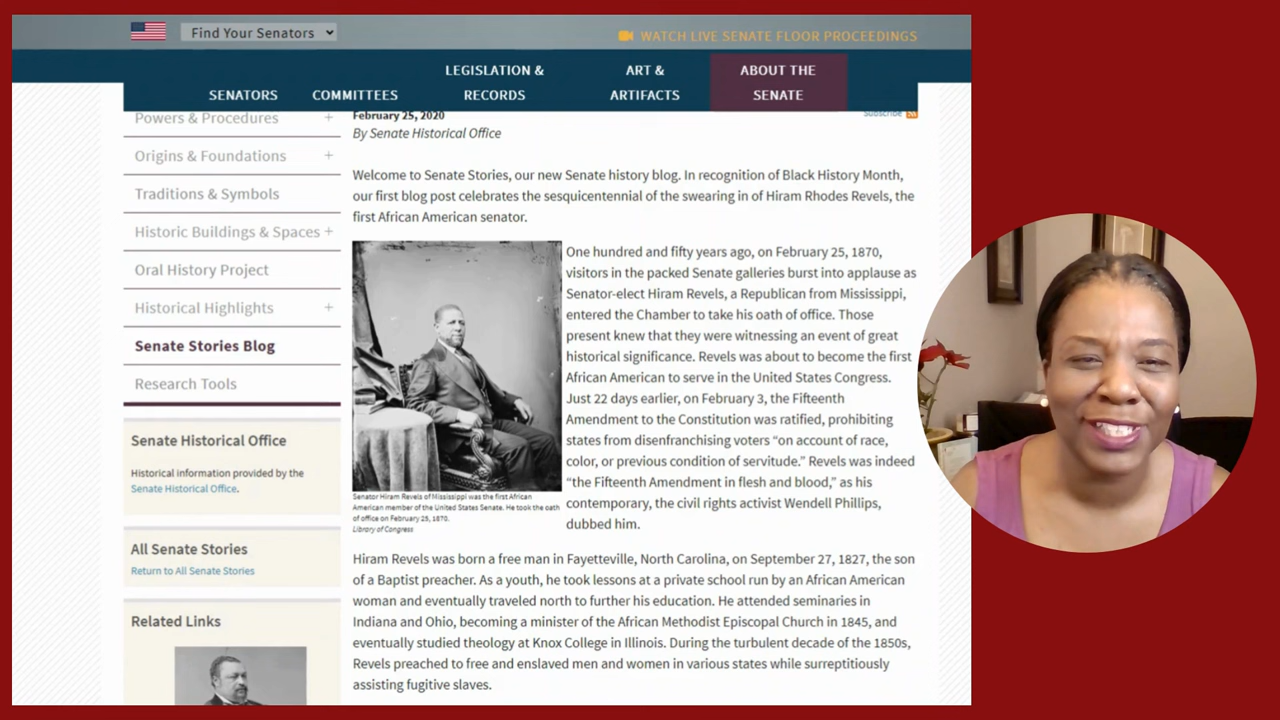 Find Your Senators
WATCH LIVE SENATE FLOOR PROCEEDINGS
SENATORS
COMMITTEES
LEGISLATION &
RECORDS
ART &
ARTIFACTS
ABOUT THE
SENATE
Powers & Procedures +
Origins & Foundations +
Traditions & Symbols
Historic Buildings & Spaces +
Oral History Project
Historical Highlights +
Senate Stories Blog
Research Tools
Senate Historical Office
Historical information provided by the
Senate Historical Office.
All Senate Stories
Return to All Senate Stories
Related Links
February 25, 2020
Subscribe
By Senate Historical Office
Welcome to Senate Stories, our new Senate history blog. In recognition of Black History Month,
our first blog post celebrates the sesquicentennial of the swearing in of Hiram Rhodes Revels, the
first African American senator.
Senator Hiram Revels of Mississippi was the first African
American member of the United States Senate. He took the oath
of office on February 25, 1870.
Library of Congress
One hundred and fifty years ago, on February 25, 1870,
visitors in the packed Senate galleries burst into applause as
Senator-elect Hiram Revels, a Republican from Mississippi,
entered the Chamber to take his oath of office. Those
present knew that they were witnessing an event of great
historical significance. Revels was about to become the first
African American to serve in the United States Congress.
Just 22 days earlier, on February 3, the Fifteenth
Amendment to the Constitution was ratified, prohibiting
states from disenfranchising voters “on account of race,
color, or previous condition of servitude.” Revels was indeed
“the Fifteenth Amendment in flesh and blood,” as his
contemporary, the civil rights activist Wendell Phillips,
dubbed him.
Hiram Revels was born a free man in Fayetteville, North Carolina, on September 27, 1827, the son
of a Baptist preacher. As a youth, he took lessons at a private school run by an African American
woman and eventually traveled north to further his education. He attended seminaries in
Indiana and Ohio, becoming a minister of the African Methodist Episcopal Church in 1845, and
eventually studied theology at Knox College in Illinois. During the turbulent decade of the 1850s,
Revels preached to free and enslaved men and women in various states while surreptitiously
assisting fugitive slaves.